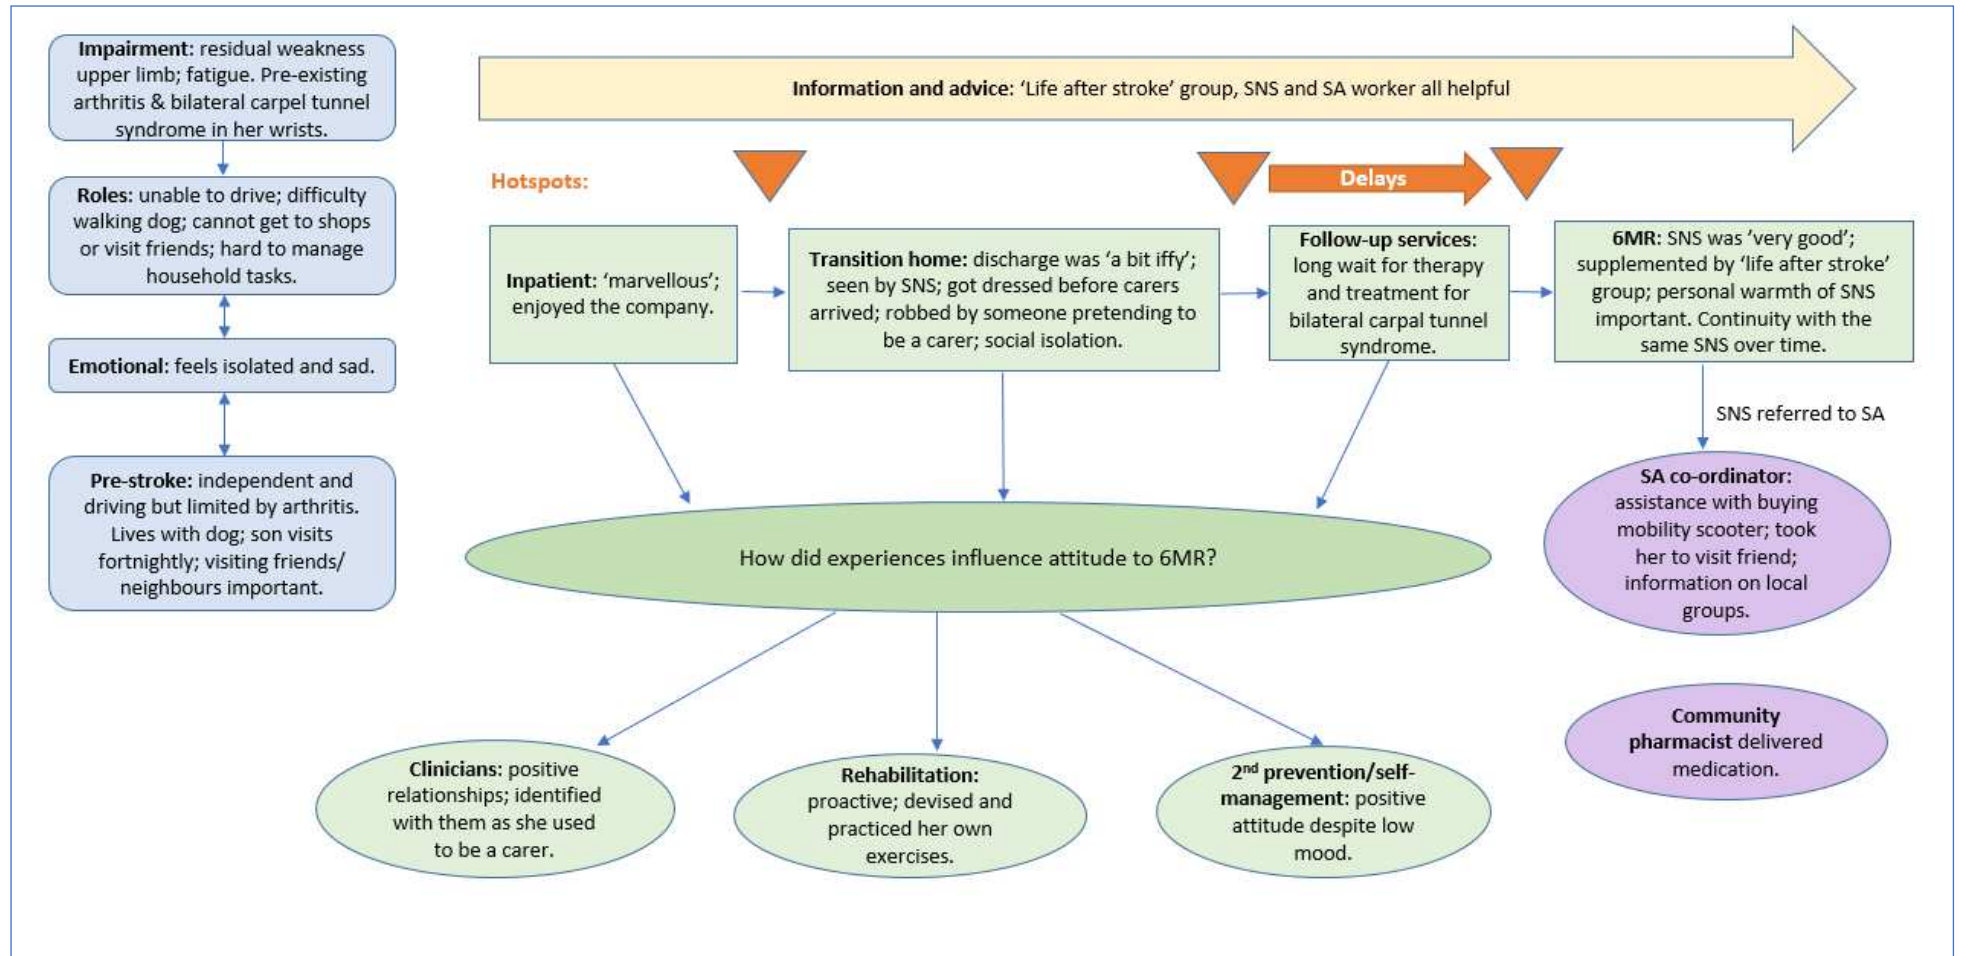 Impairment: residual weakness
upper limb; fatigue. Pre-existing
arthritis & bilateral carpel tunnel
syndrome in her wrists.
Roles: unable to drive; difficulty
walking dog; cannot get to shops
or visit friends; hard to manage
household tasks.
Emotional: feels isolated and sad.
Pre-stroke: independent and
driving but limited by arthritis.
Lives with dog; son visits
fortnightly; visiting friends/
neighbours important.
Information and advice: ‘Life after stroke’ group, SNS and SA worker all helpful
Hotspots:
Delays
Inpatient: ‘marvellous’;
enjoyed the company.
Transition home: discharge was ‘a bit iffy’;
seen by SNS; got dressed before carers
arrived; robbed by someone pretending to
be a carer; social isolation.
Follow-up services:
long wait for therapy
and treatment for
bilateral carpal tunnel
syndrome.
6MR: SNS was ‘very good’;
supplemented by ‘life after stroke’
group; personal warmth of SNS
important. Continuity with the
same SNS over time.
SNS referred to SA
SA co-ordinator:
assistance with buying
mobility scooter; took
her to visit friend;
information on local
groups.
Community
pharmacist delivered
medication.
How did experiences influence attitude to 6MR?
Clinicians: positive
relationships; identified
with them as she used
to be a carer.
Rehabilitation:
proactive; devised and
practiced her own
exercises.
2nd prevention/self-
management: positive
attitude despite low
mood.